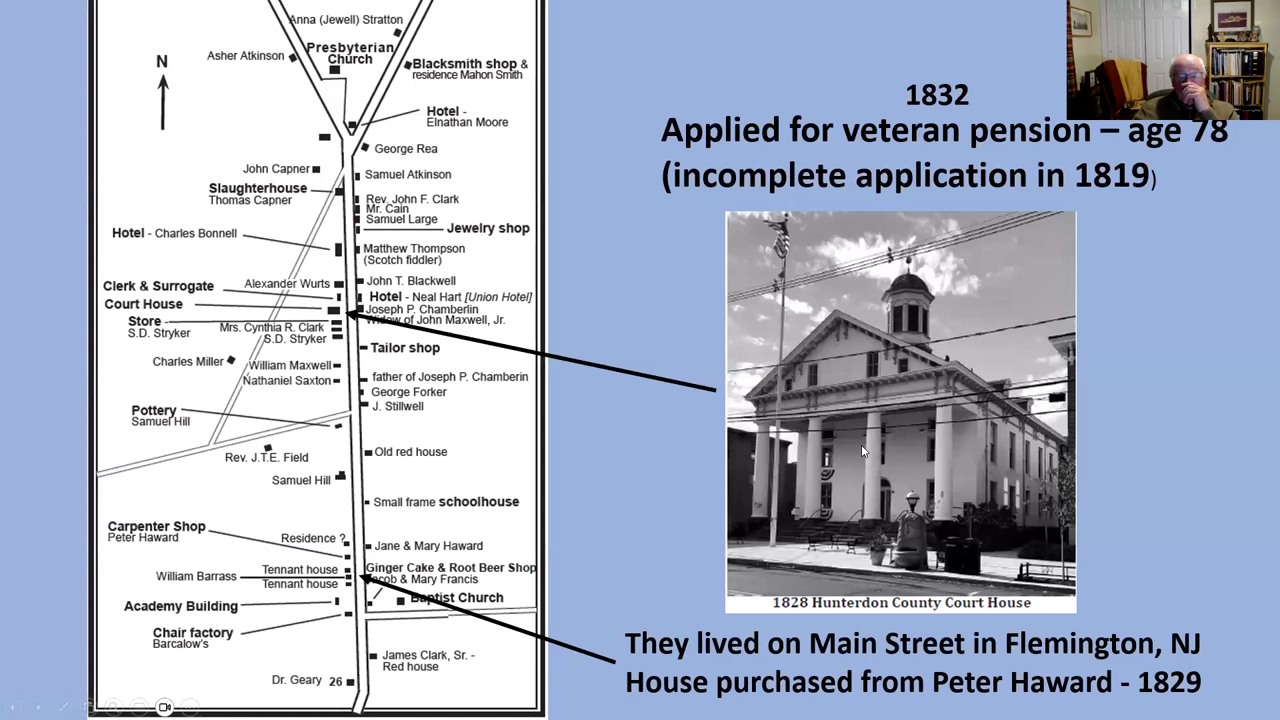 Anna (Jewell) Stratton
Asher Atkinson
Presbyterian
Church
N
Blacksmith shop &
residence Mahon Smith
Hotel -
Elnathan Moore
George Rea
John Capner
Samuel Atkinson
Slaughterhouse
Thomas Capner
Rev. John F. Clark
Mr. Cain
Samuel Large
Jewelry shop
Hotel - Charles Bonnell
Matthew Thompson
(Scotch fiddler)
Clerk & Surrogate
Alexander Wurts
John T. Blackwell
Court House
Hotel - Neal Hart [Union Hotel]
Joseph P. Chamberlin
Widow of John Maxwell, Jr.
Store -
S.D. Stryker
Mrs. Cynthia R. Clark
S.D. Stryker
Tailor shop
Charles Miller
William Maxwell
Nathaniel Saxton
father of Joseph P. Chamberin
George Forker
J. Stillwell
Pottery
Samuel Hill
Rev. J.T.E. Field
Old red house
Samuel Hill
Small frame schoolhouse
Carpenter Shop
Peter Haward
Residence ?
Jane & Mary Haward
Tennant house
William Barrass
Tennant house
Ginger Cake & Root Beer Shop
Jacob & Mary Francis
Academy Building
Baptist Church
Chair factory
Barcalow's
James Clark, Sr. -
Red house
Dr. Geary 26
1832
Applied for veteran pension – age 78
(incomplete application in 1819)
1828 Hunterdon County Court House
They lived on Main Street in Flemington, NJ
House purchased from Peter Haward - 1829